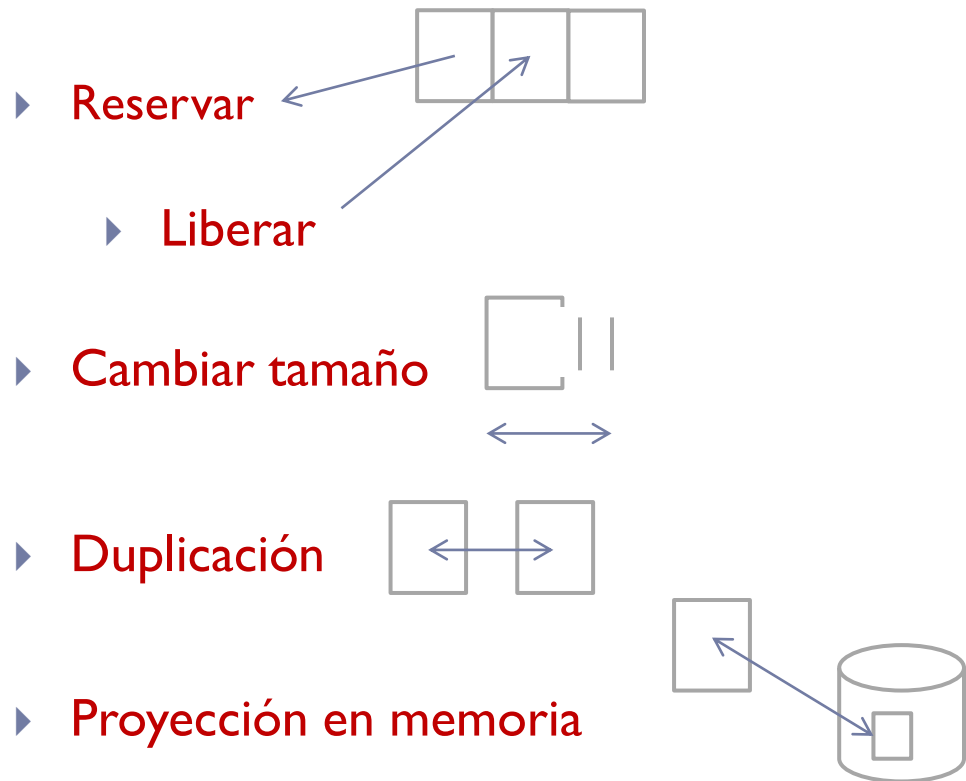 Reservar
Liberar
Cambiar tamaño
Duplicación
Proyección en memoria